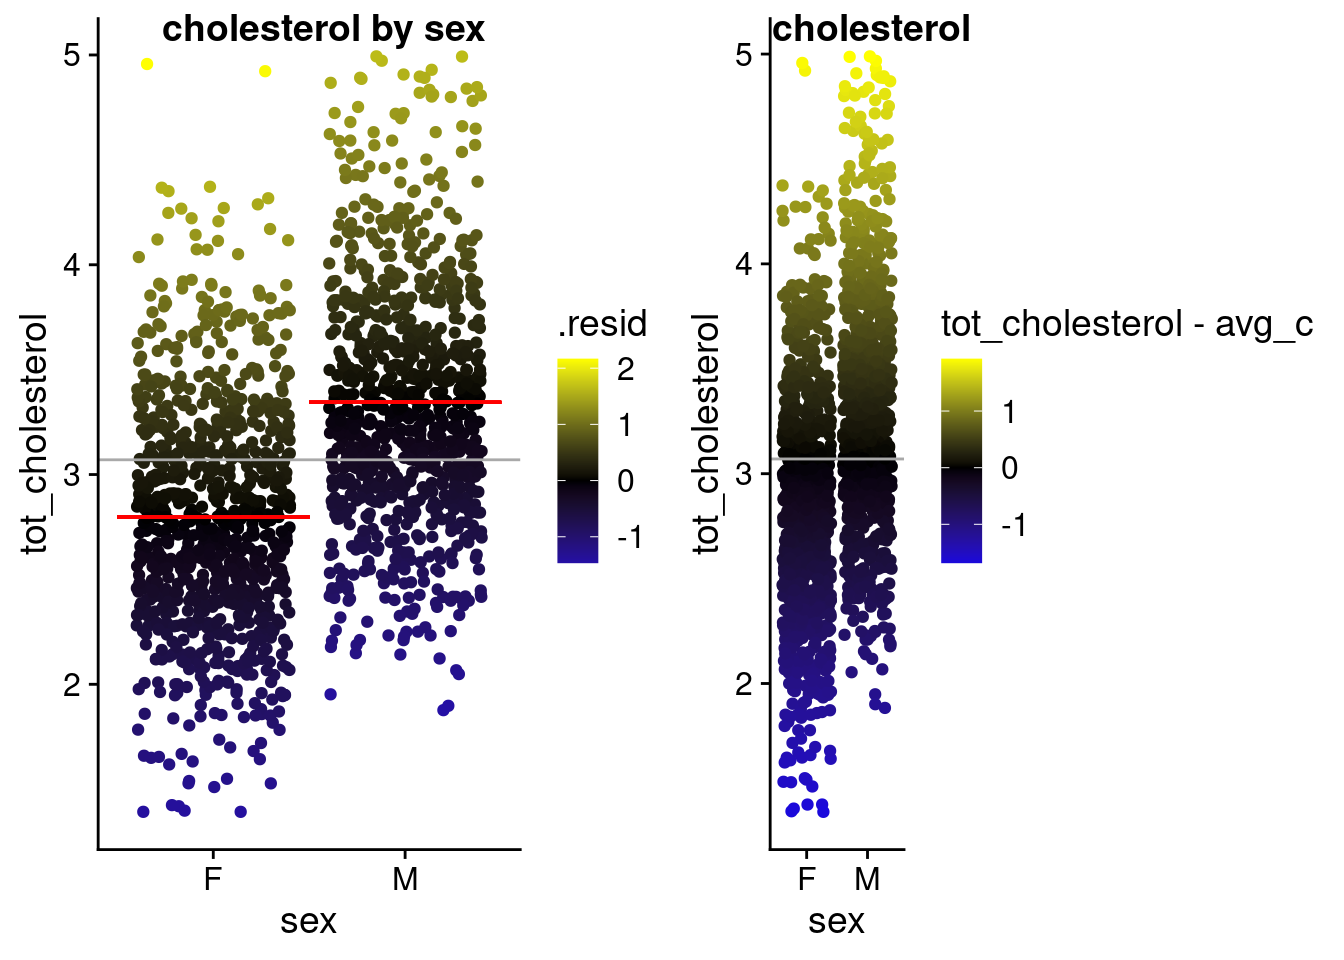 cholesterol by sex
5
4
3
2
tot_cholesterol
F
M
sex
.resid
2
1
0
-1
cholesterol
5
4
3
2
tot_cholesterol
F
M
sex
tot_cholesterol - avg_c
1
0
-1